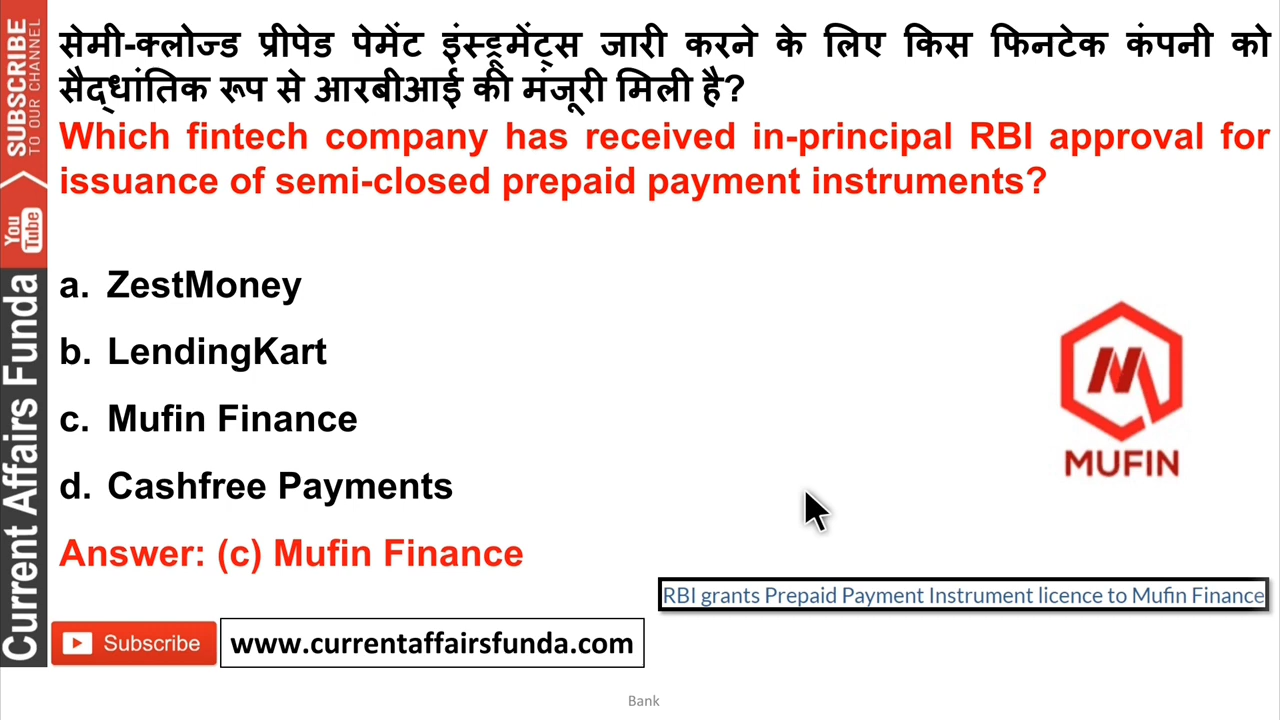 सेमी-क्लोज्ड प्रीपेड पेमेंट इंस्ट्रूमेंट्स जारी करने के लिए किस फिनटेक कंपनी को
सैद्धांतिक रूप से आरबीआई की मंजूरी मिली है?
Which fintech company has received in-principal RBI approval for
issuance of semi-closed prepaid payment instruments?
a. ZestMoney
b. LendingKart
c. Mufin Finance
d. Cashfree Payments
Answer: (c) Mufin Finance
MUFIN
RBI grants Prepaid Payment Instrument licence to Mufin Finance
Subscribe
www.currentaffairsfunda.com
Bank
SUBSCRIBE
TO OUR CHANNEL
You
Tube
Current Affairs Funda